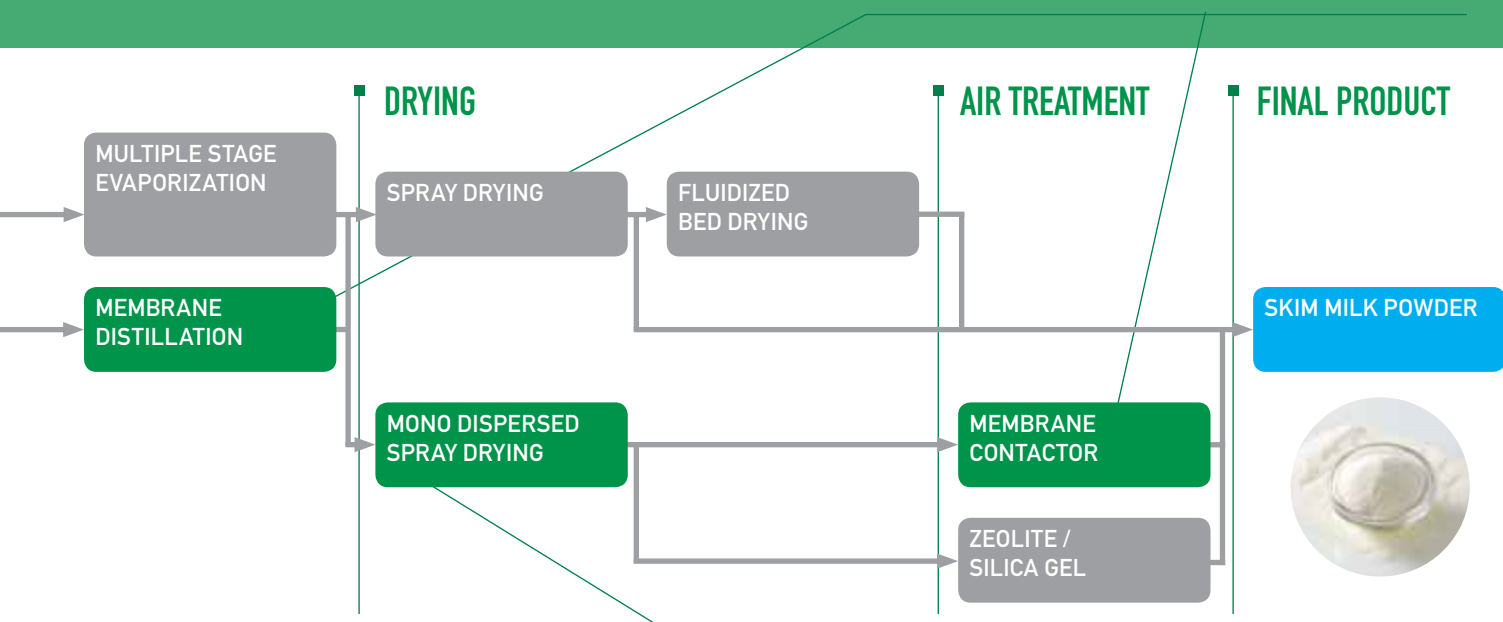 DRYING
AIR TREATMENT
FINAL PRODUCT
MULTIPLE STAGE
EVAPORIZATION
SPRAY DRYING
FLUIDIZED
BED DRYING
MEMBRANE
DISTILLATION
SKIM MILK POWDER
MONO DISPERSED
SPRAY DRYING
MEMBRANE
CONTACTOR
ZEOLITE /
SILICA GEL